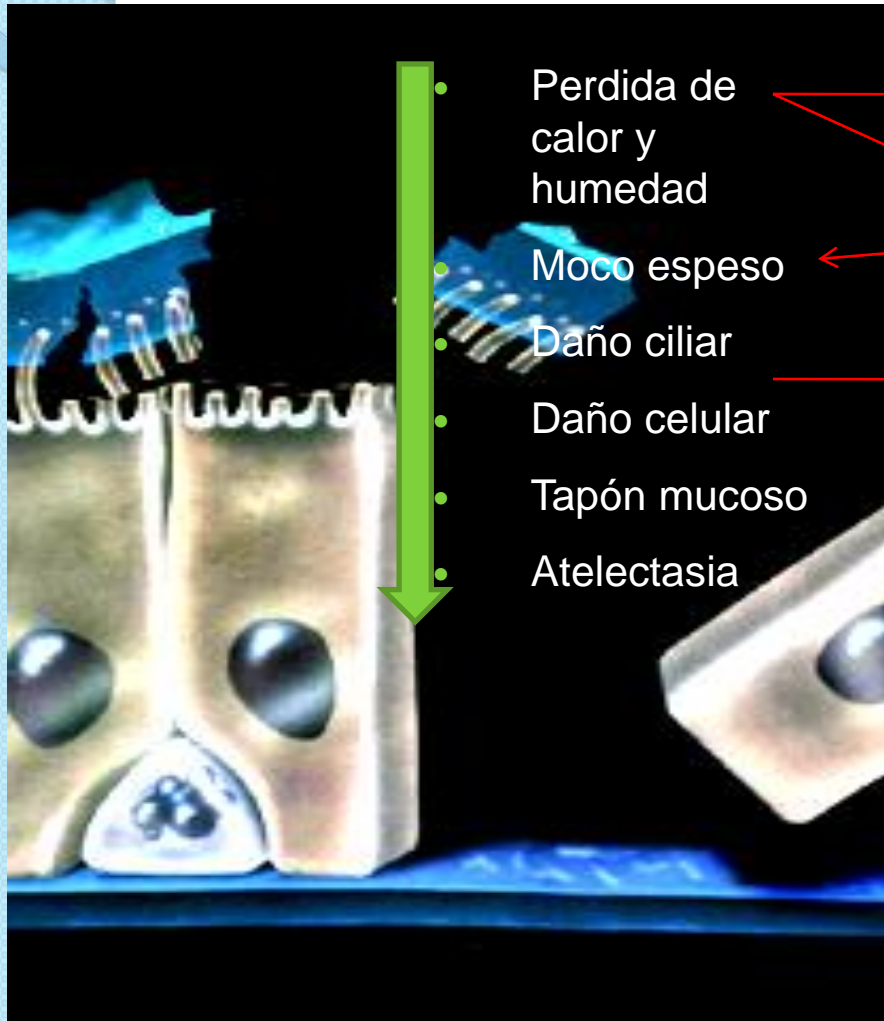 • Perdida de
calor y
humedad
• Moco espeso
• Daño ciliar
• Daño celular
• Tapón mucoso
• Atelectasia